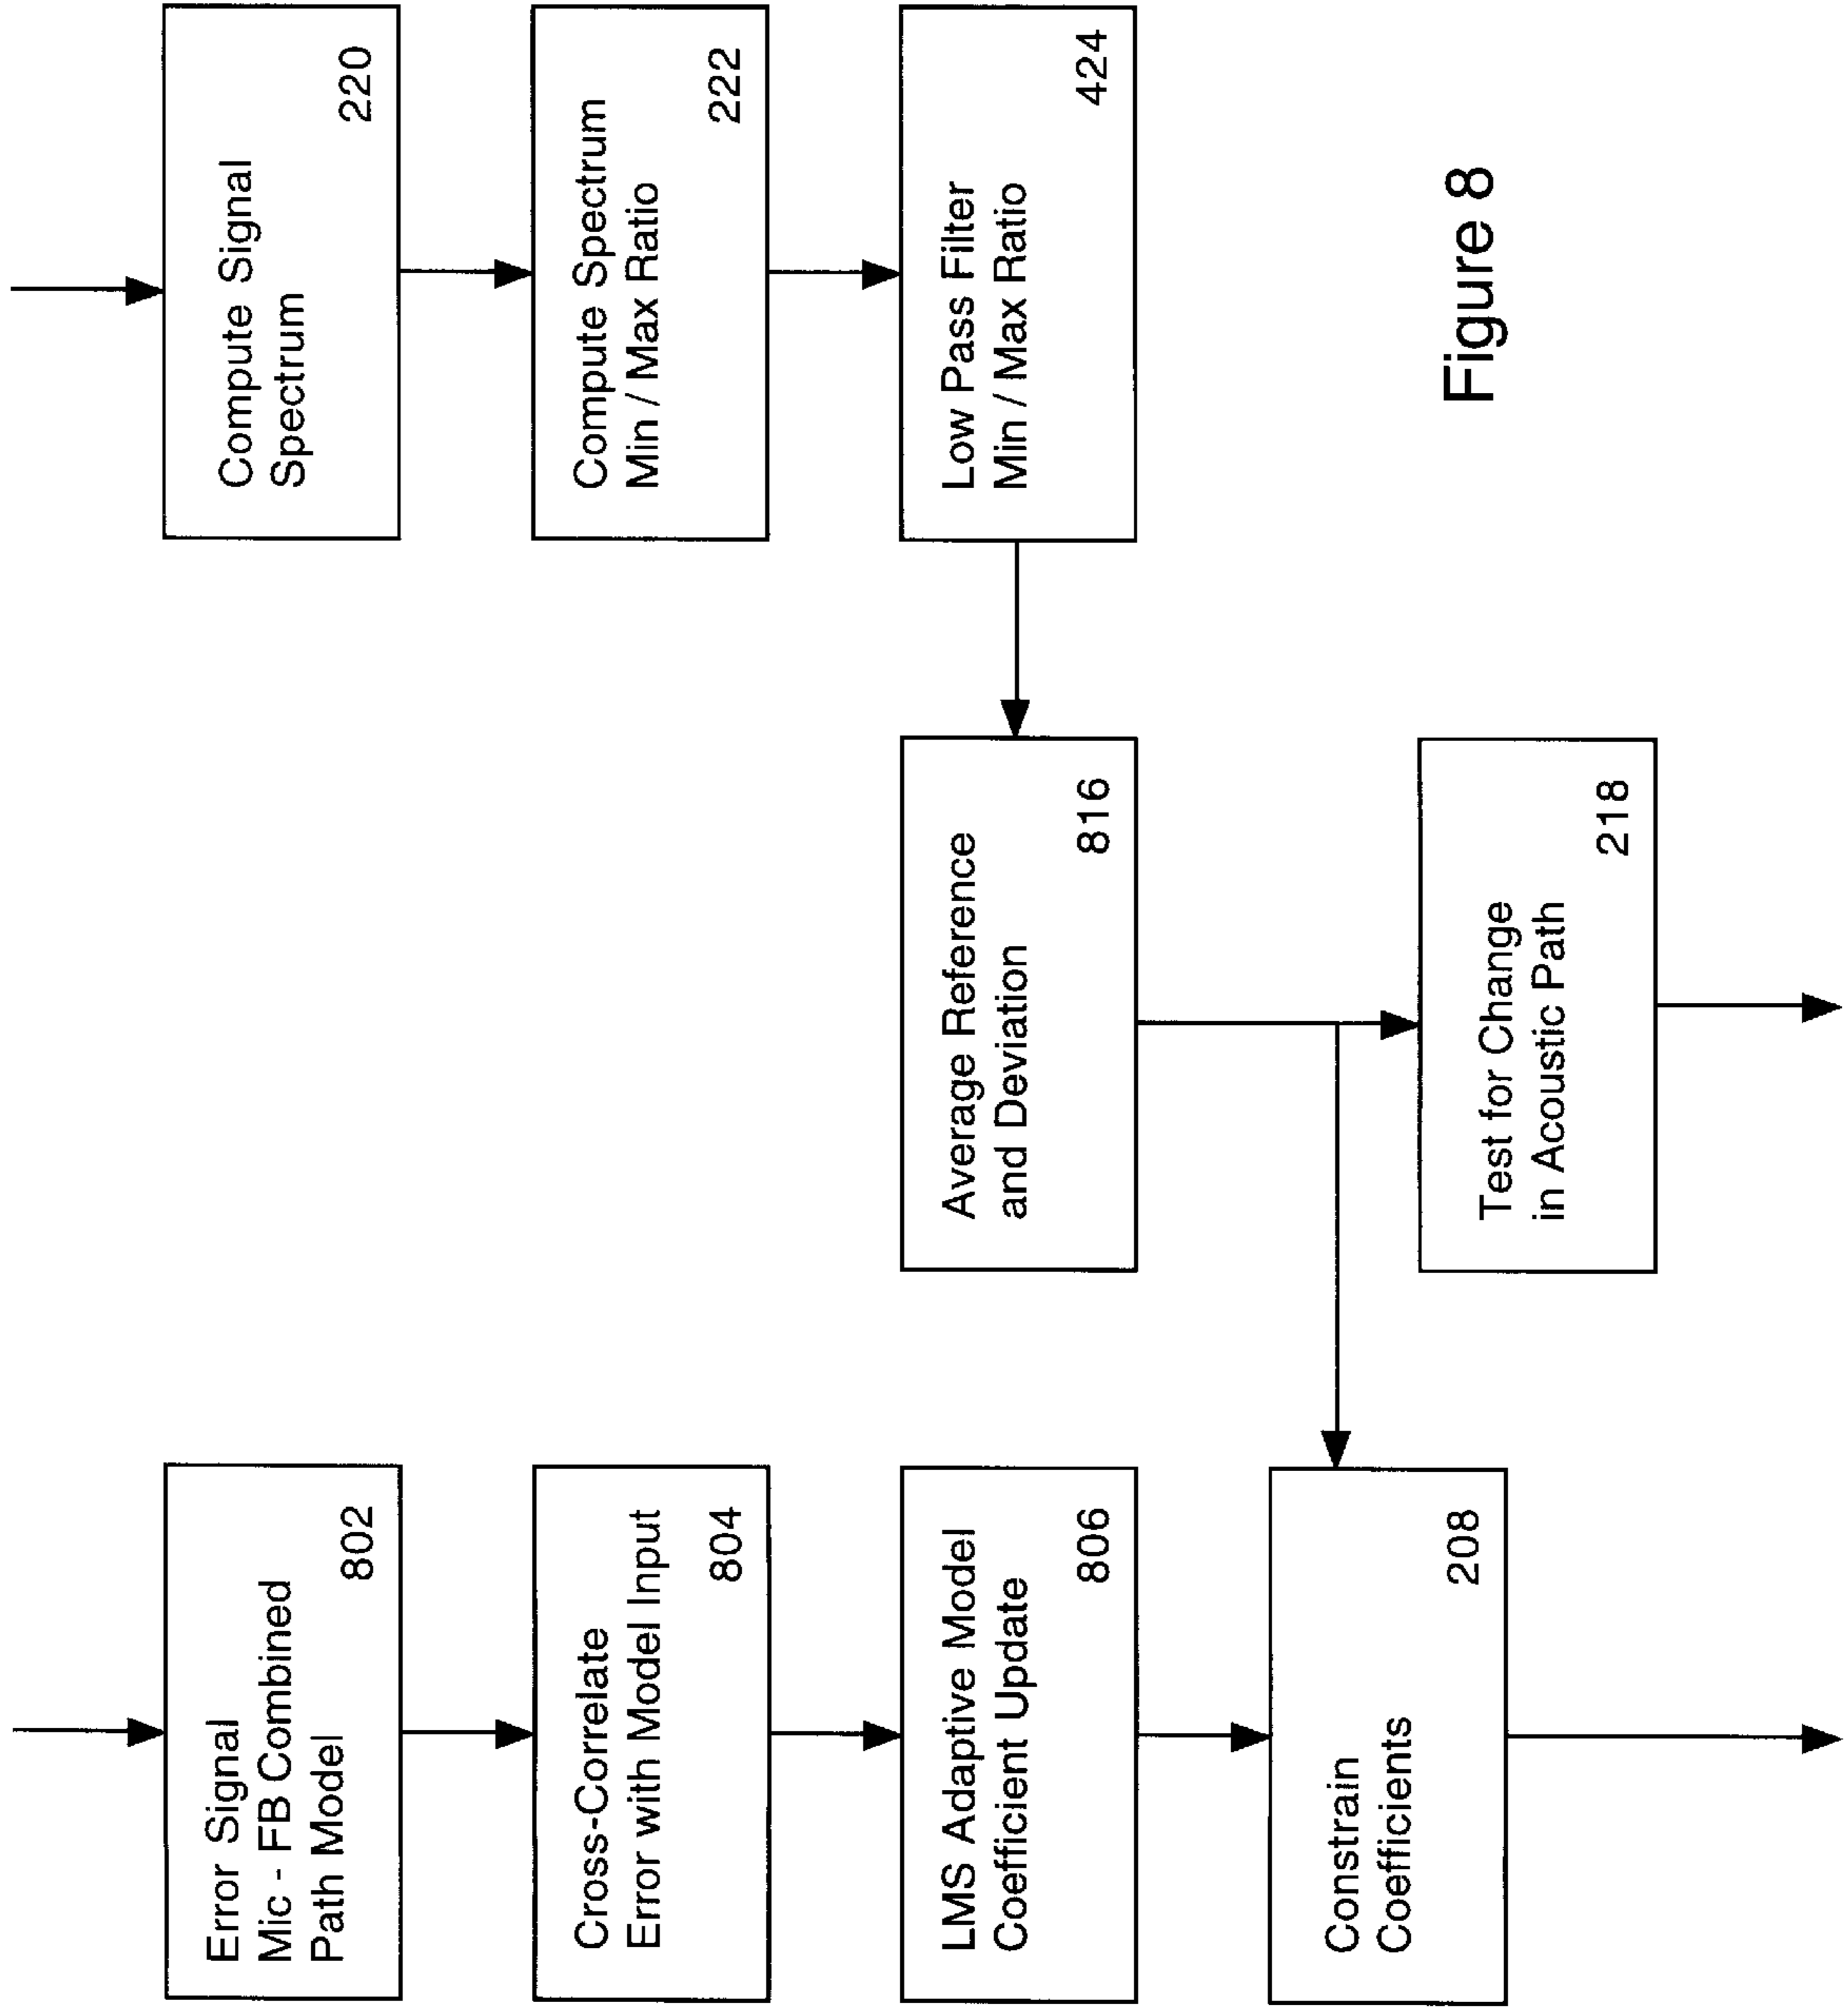 Error Signal
Mic - FB Combined
Path Model
802
Cross-Correlate
Error with Model Input
804
LMS Adaptive Model
Coefficient Update
806
Constrain
Coefficients
208
Average Reference
and Deviation
816
Test for Change
in Acoustic Path
218
Compute Signal
Spectrum
220
Compute Spectrum
Min / Max Ratio
222
Low Pass Filter
Min / Max Ratio
424
Figure 8